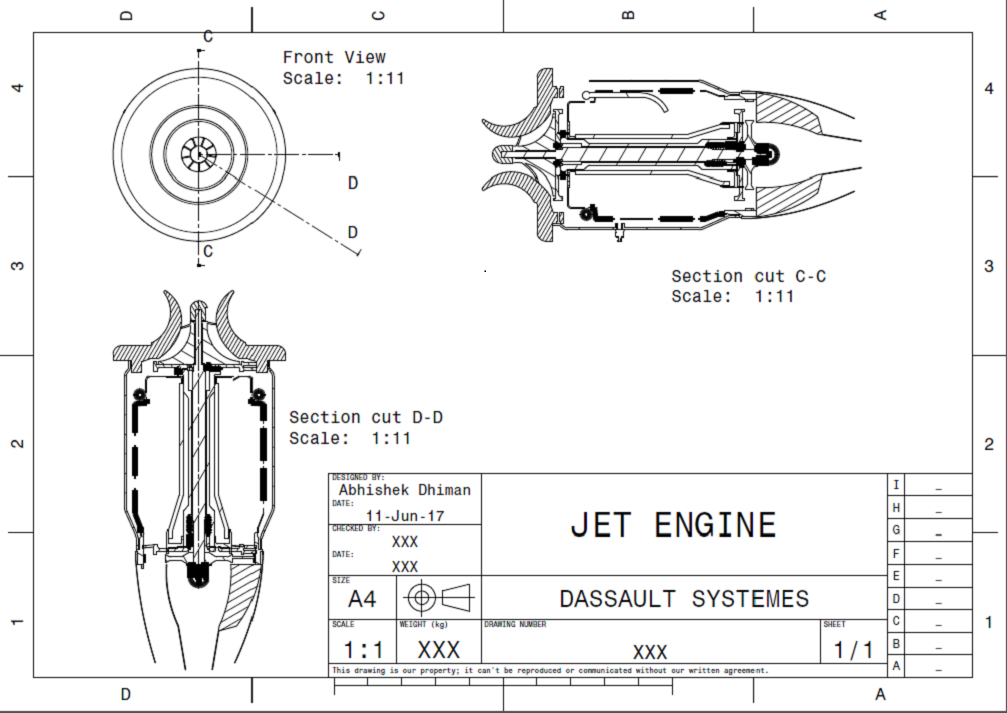 D
C
B
A
C
Front View
Scale: 1:11
4
4
D
D
C
3
3
Section cut C-C
Scale: 1:11
Section cut D-D
Scale: 1:11
2
2
DESIGNED BY:
Abhishek Dhiman
DATE:
11-Jun-17
CHECKED BY:
XXX
DATE:
XXX
JET ENGINE
I _
H _
G _
F _
E _
D _
C _
B _
A _
SIZE
A4
DASSAULT SYSTEMES
SCALE
1:1
WEIGHT (kg)
XXX
DRAWING NUMBER
XXX
SHEET
1/1
This drawing is our property; it can't be reproduced or communicated without our written agreement.
1
1
D
A